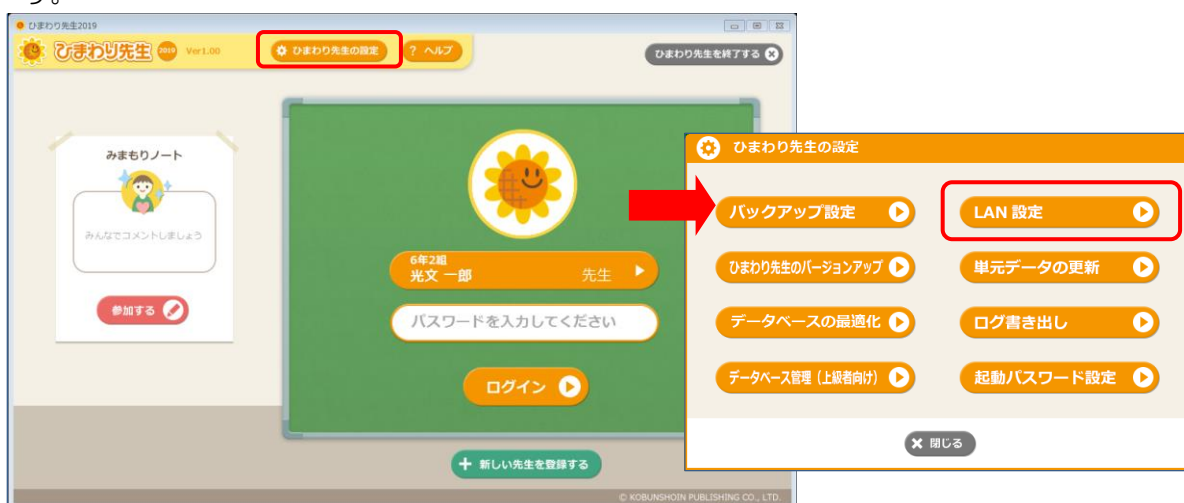 す。
ひまわり先生2019
ひまわり先生 2019 Ver1.00
ひまわり先生の設定
? ヘルプ
ひまわり先生を終了する
みまもりノート
みんなでコメントしましょう
参加する
6年2組
光文 一郎 先生
パスワードを入力してください
ログイン
新しい先生を登録する
© KOBUNSHOIN PUBLISHING CO., LTD.
ひまわり先生の設定
バックアップ設定
LAN 設定
ひまわり先生のバージョンアップ
単元データの更新
データベースの最適化
ログ書き出し
データベース管理（上級者向け）
起動パスワード設定
閉じる